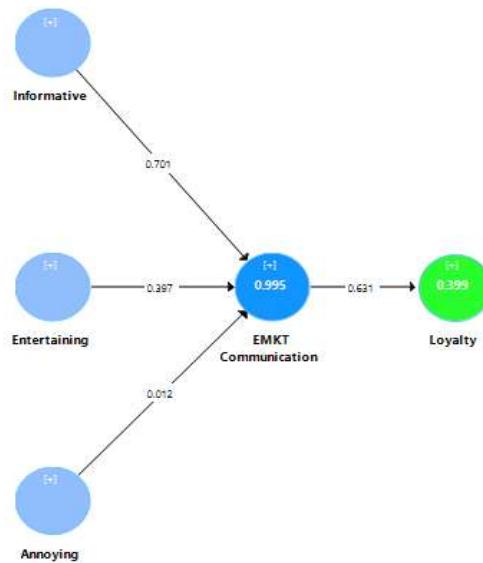 [+]
Informative
0.701
[+]
Entertaining
0.397
[+]
0.995
EMKT
Communication
0.631
[+]
0.399
Loyalty
0.012
[+]
Annoying